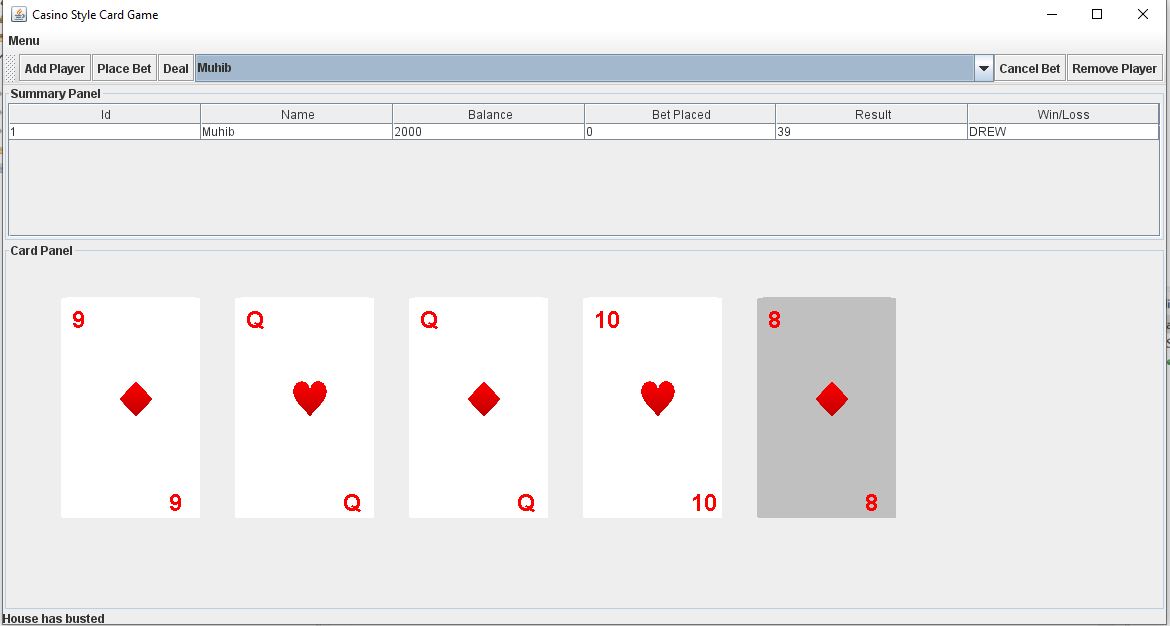 Casino Style Card Game
Menu
Add Player Place Bet Deal Muhib Cancel Bet Remove Player
Summary Panel
Id Name Balance Bet Placed Result Win/Loss
1 Muhib 2000 0 39 DREW
Card Panel
9 Q Q 10 8
9 Q Q 10 8
House has busted